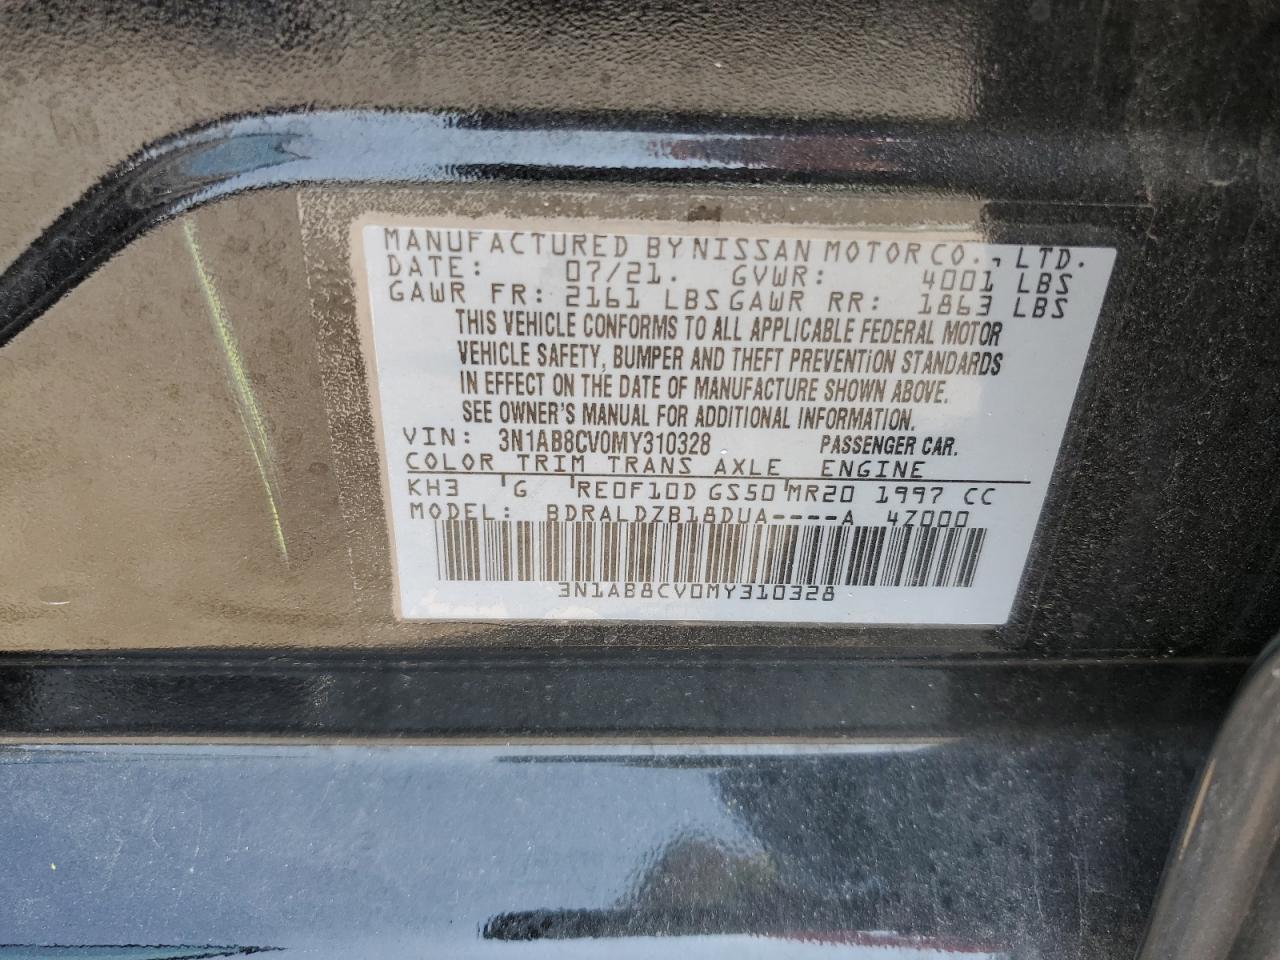 MANUFACTURED BY NISSAN MOTOR CO., LTD.
DATE: 07/21. GVWR: 4001 LBS
GAWR FR: 2161 LBS GAWR RR: 1863 LBS
THIS VEHICLE CONFORMS TO ALL APPLICABLE FEDERAL MOTOR
VEHICLE SAFETY, BUMPER AND THEFT PREVENTION STANDARDS
IN EFFECT ON THE DATE OF MANUFACTURE SHOWN ABOVE.
SEE OWNER'S MANUAL FOR ADDITIONAL INFORMATION.
VIN: 3N1AB8CV0MY310328 PASSENGER CAR.
COLOR TRIM TRANS AXLE ENGINE
KH3 G RE0F10D GS50 MR20 1997 CC
MODEL: BDRALDZB18DUA----A 4Z000
3N1AB8CV0MY310328